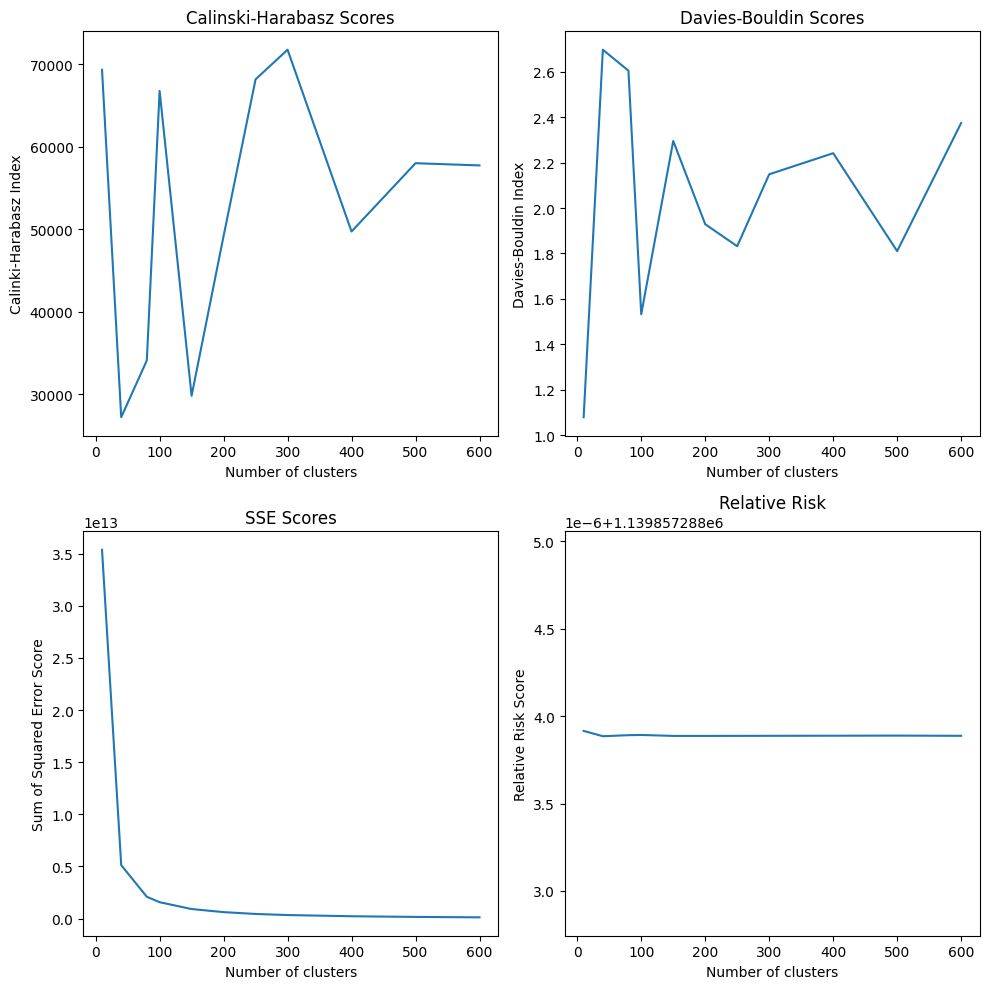 Calinski-Harabasz Scores
Calinki-Harabasz Index
70000
60000
50000
40000
30000
0 100 200 300 400 500 600
Number of clusters
Davies-Bouldin Scores
Davies-Bouldin Index
2.6
2.4
2.2
2.0
1.8
1.6
1.4
1.2
1.0
0 100 200 300 400 500 600
Number of clusters
SSE Scores
1e13
Sum of Squared Error Score
3.5
3.0
2.5
2.0
1.5
1.0
0.5
0.0
0 100 200 300 400 500 600
Number of clusters
Relative Risk
1e-6+1.139857288e6
Relative Risk Score
5.0
4.5
4.0
3.5
3.0
0 100 200 300 400 500 600
Number of clusters